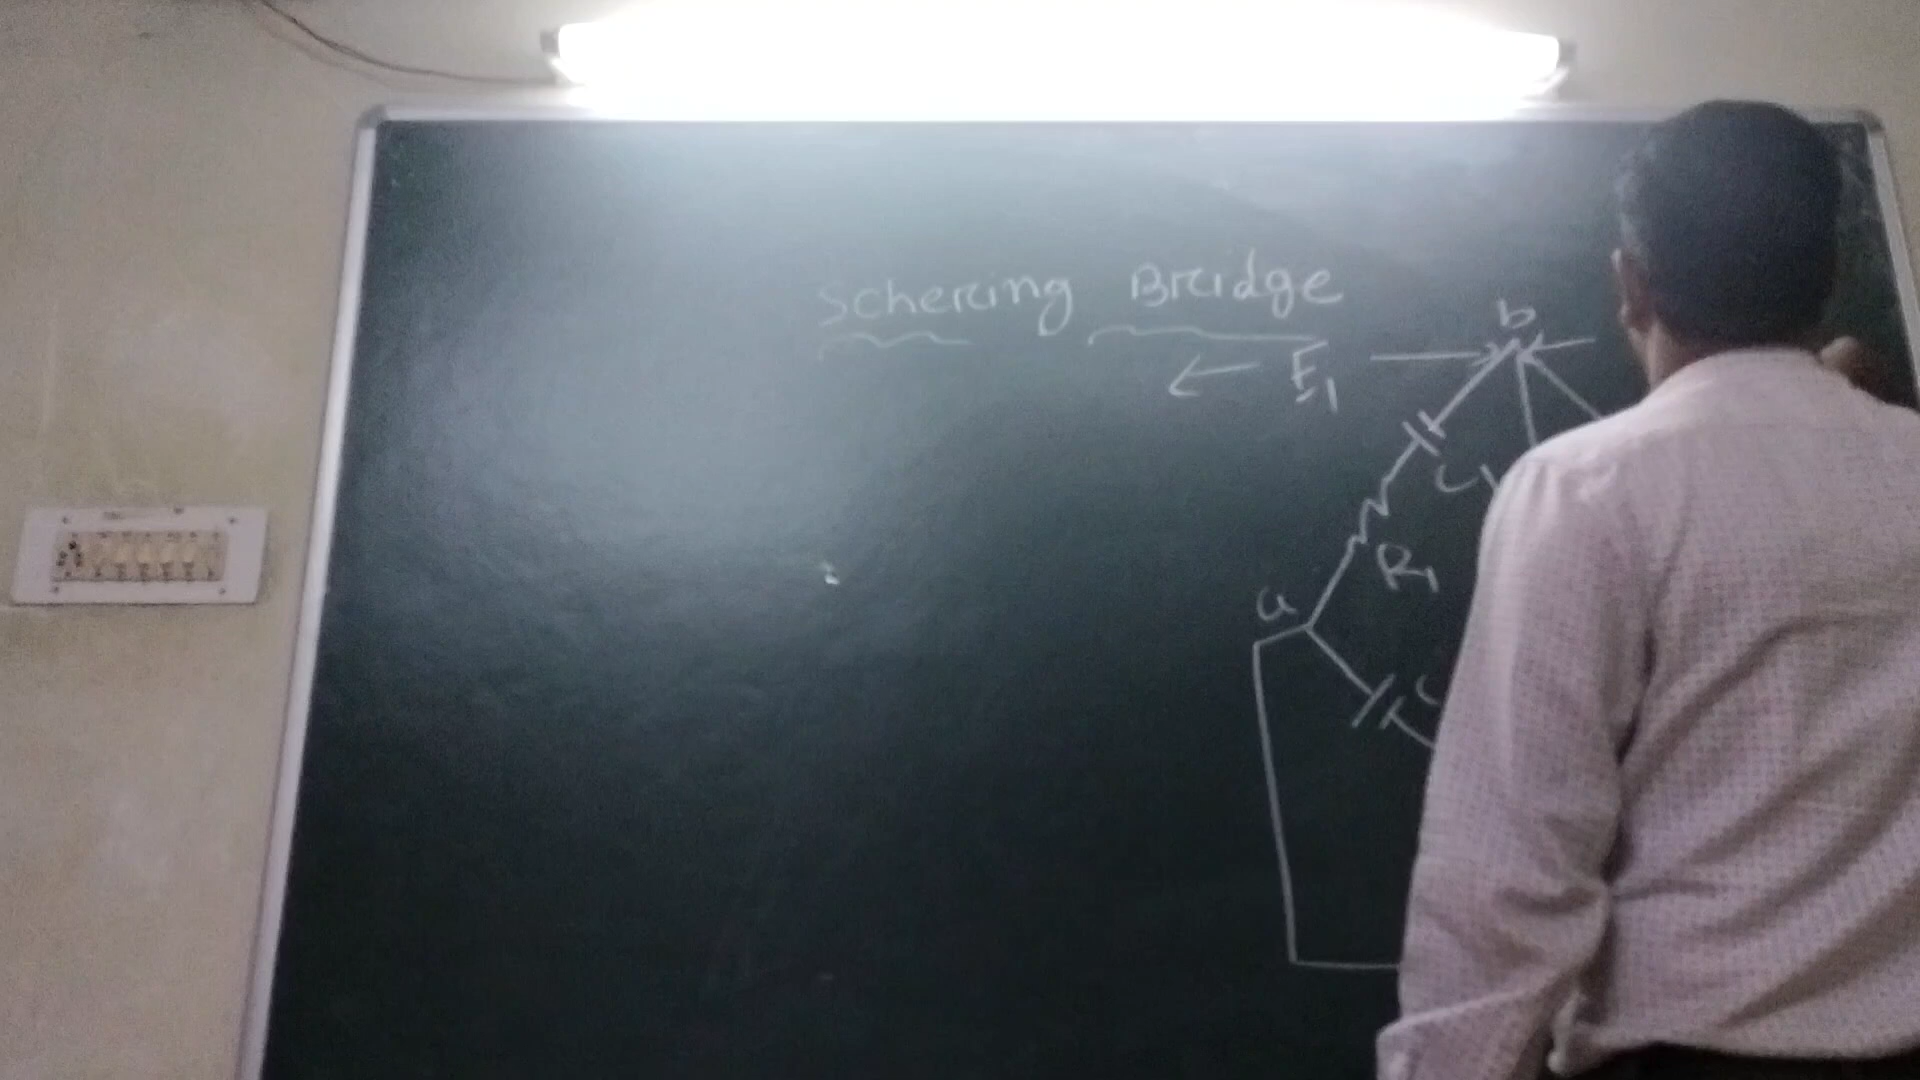 Schering Bridge
b
← E1
C1
R1
a
C